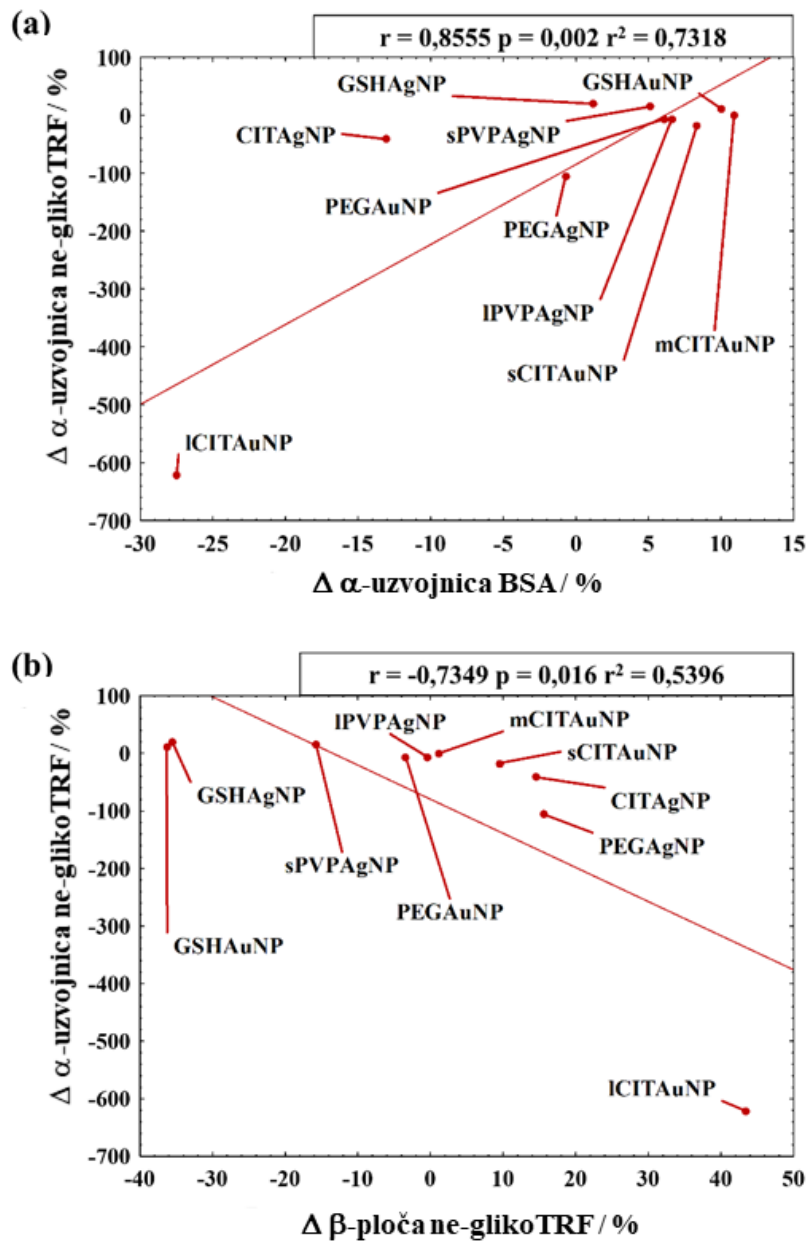 (a)
r = 0,8555 p = 0,002 r² = 0,7318
Δ α-uzvojnica ne-glikoTRF / %
100
0
-100
-200
-300
-400
-500
-600
-700
GSHAgNP
GSHAuNP
CITAgNP
sPVPAgNP
PEGAuNP
PEGAgNP
lPVPAgNP
mCITAuNP
sCITAuNP
lCITAuNP
-30 -25 -20 -15 -10 -5 0 5 10 15
Δ α-uzvojnica BSA / %
(b)
r = -0,7349 p = 0,016 r² = 0,5396
Δ α-uzvojnica ne-glikoTRF / %
100
0
-100
-200
-300
-400
-500
-600
-700
lPVPAgNP
mCITAuNP
sCITAuNP
GSHAgNP
CITAgNP
PEGAgNP
sPVPAgNP
PEGAuNP
GSHAuNP
lCITAuNP
-40 -30 -20 -10 0 10 20 30 40 50
Δ β-ploča ne-glikoTRF / %